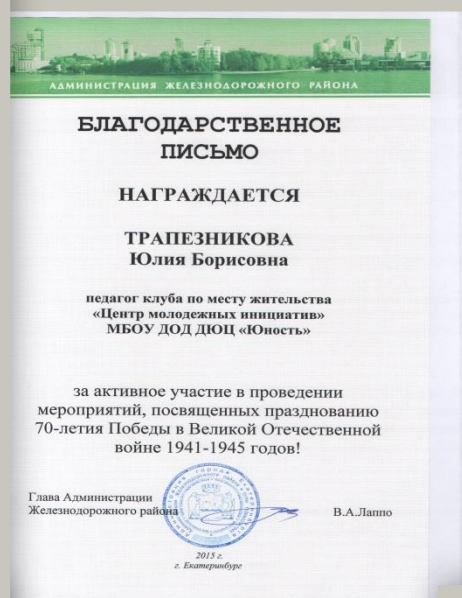 АДМИНИСТРАЦИЯ ЖЕЛЕЗНОДОРОЖНОГО РАЙОНА
БЛАГОДАРСТВЕННОЕ
ПИСЬМО
НАГРАЖДАЕТСЯ
ТРАПЕЗНИКОВА
Юлия Борисовна
педагог клуба по месту жительства
«Центр молодежных инициатив»
МБОУ ДОД ДЮЦ «Юность»
за активное участие в проведении
мероприятий, посвященных празднованию
70-летия Победы в Великой Отечественной
войне 1941-1945 годов!
Глава Администрации
Железнодорожного района
В.А.Лаппо
2015 г.
г. Екатеринбург